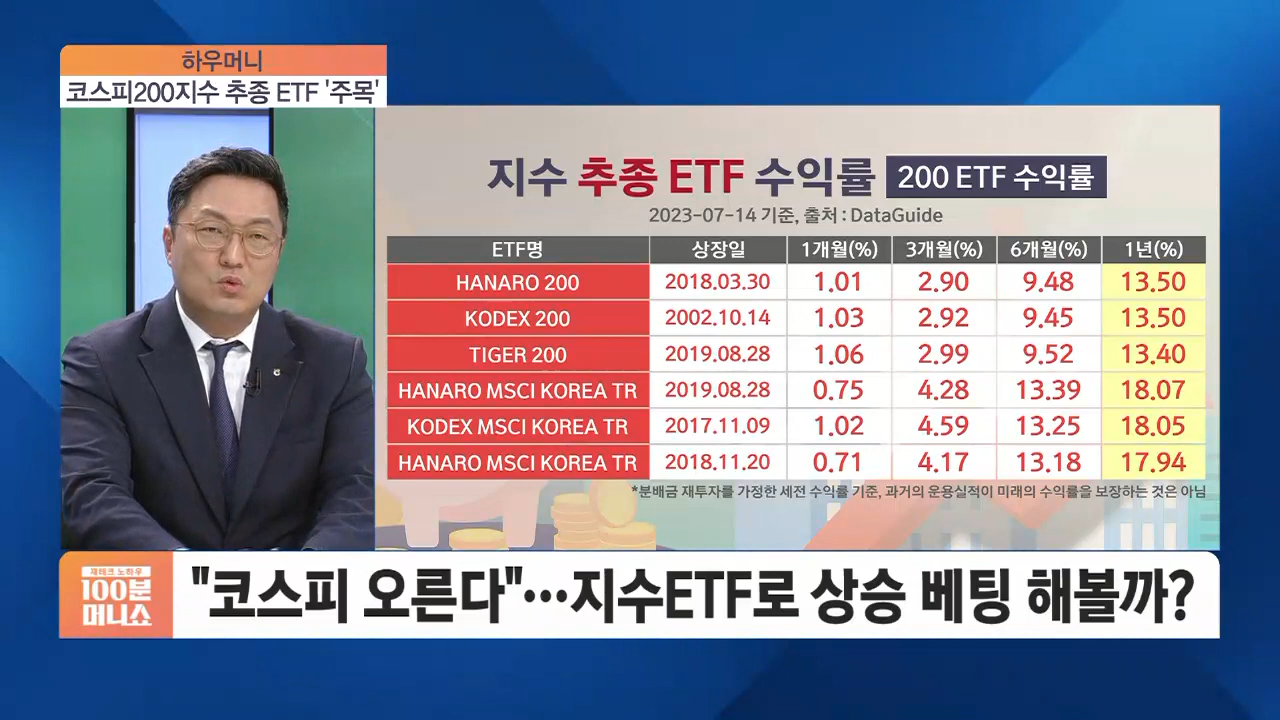 하우머니
코스피200지수 추종 ETF '주목'
지수 추종 ETF 수익률 200 ETF 수익률
2023-07-14 기준, 출처 : DataGuide
ETF명 상장일 1개월(%) 3개월(%) 6개월(%) 1년(%)
HANARO 200 2018.03.30 1.01 2.90 9.48 13.50
KODEX 200 2002.10.14 1.03 2.92 9.45 13.50
TIGER 200 2019.08.28 1.06 2.99 9.52 13.40
HANARO MSCI KOREA TR 2019.08.28 0.75 4.28 13.39 18.07
KODEX MSCI KOREA TR 2017.11.09 1.02 4.59 13.25 18.05
HANARO MSCI KOREA TR 2018.11.20 0.71 4.17 13.18 17.94
*분배금 재투자를 가정한 세전 수익률 기준, 과거의 운용실적이 미래의 수익률을 보장하는 것은 아님
재테크 노하우
100분
머니쇼
"코스피 오른다"…지수ETF로 상승 베팅 해볼까?